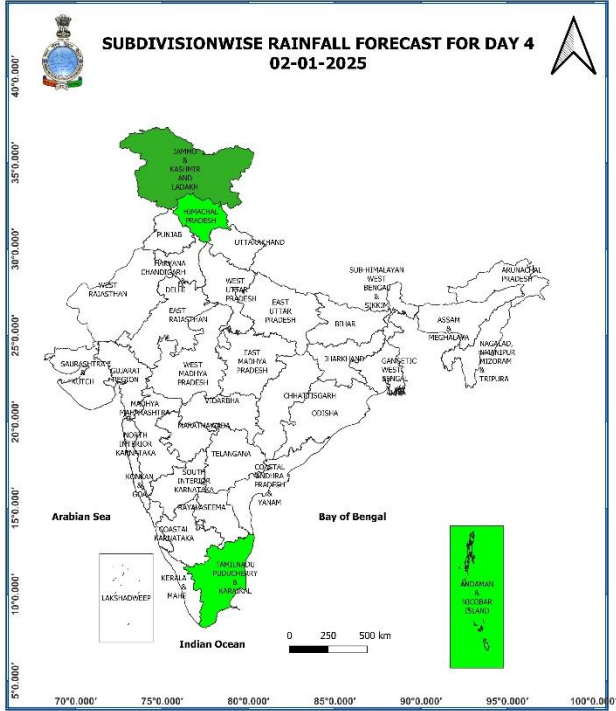 SUBDIVISIONWISE RAINFALL FORECAST FOR DAY 4
02-01-2025
40°0.000'
35°0.000'
30°0.000'
25°0.000'
20°0.000'
15°0.000'
10°0.000'
5°0.000'
JAMMU
&
KASHMIR
AND
LADAKH
HIMACHAL
PRADESH
PUNJAB
UTTARAKHAND
HARYANA
CHANDIGARH
&
DELHI
WEST
RAJASTHAN
WEST
UTTAR
PRADESH
EAST
RAJASTHAN
EAST
UTTAR
PRADESH
SUB-HIMALAYAN
WEST
BENGAL
&
SIKKIM
ARUNACHAL
PRADESH
BIHAR
ASSAM
&
MEGHALAYA
NAGALAD,
MANIPUR
MIZORAM
&
TRIPURA
SAURASHTRA
&
KUTCH
GUJARAT
REGION
WEST
MADHYA
PRADESH
EAST
MADHYA
PRADESH
JHARKHAND
GANGETIC
WEST
BENGAL
CHHATTISGARH
ODISHA
VIDARBHA
MADHYA
MAHARASHTRA
MARATHAWADA
NORTH
INTERIOR
KARNATAKA
TELANGANA
KONKAN
&
GOA
SOUTH
INTERIOR
KARNATAKA
COASTAL
ANDHRA
PRADESH
&
YANAM
RAYALASEEMA
COASTAL
KARNATAKA
Arabian Sea
Bay of Bengal
LAKSHADWEEP
KERALA
&
MAHE
TAMILNADU
PUDUCHERRY
&
KARAIKAL
ANDAMAN
&
NICOBAR
ISLAND
Indian Ocean
0 250 500 km
70°0.000' 75°0.000' 80°0.000' 85°0.000' 90°0.000' 95°0.000' 100°0.000'